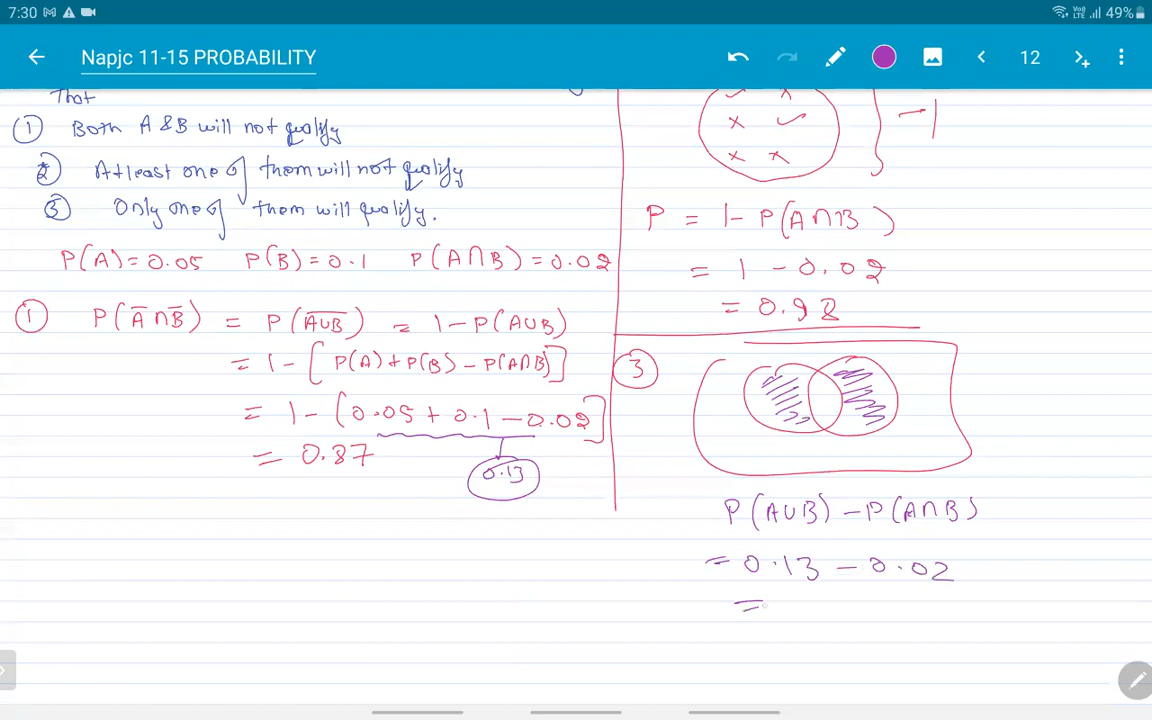 7:30 49%
Napjc 11-15 PROBABILITY 12
That
① Both A & B will not qualify
② Atleast one of them will not qualify
③ Only one of them will qualify.
P(A) = 0.05 P(B) = 0.1 P(A∩B) = 0.02
① P(A̅∩B̅) = P(A̅∪̅B̅) = 1-P(A∪B)
= 1-[P(A)+P(B)-P(A∩B)]
= 1-[0.05+0.1-0.02]
= 0.87
0.13
-1
P = 1-P(A∩B)
= 1-0.02
= 0.98
③
P(A∪B)-P(A∩B)
= 0.13-0.02
=